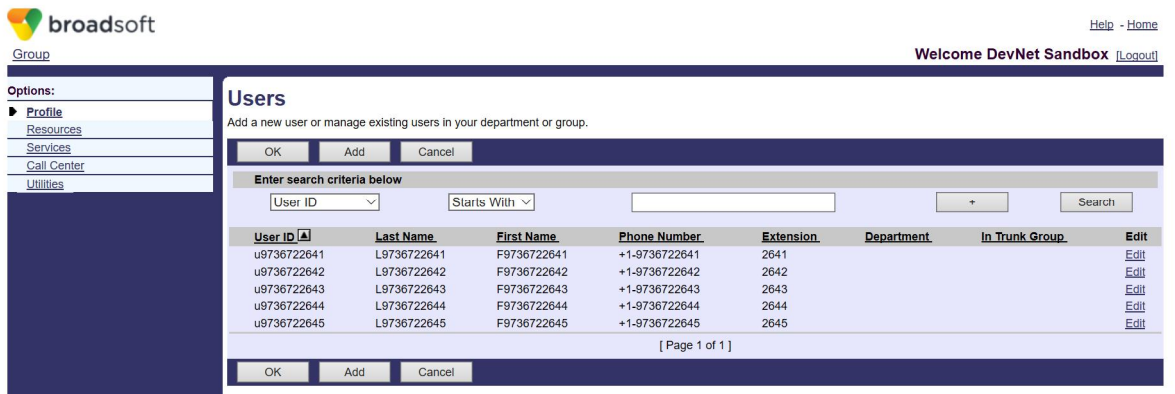 broadsoft
Help - Home
Group
Welcome DevNet Sandbox [Logout]
Options:
Profile
Resources
Services
Call Center
Utilities
Users
Add a new user or manage existing users in your department or group.
OK Add Cancel
Enter search criteria below
User ID Starts With + Search
User ID Last Name First Name Phone Number Extension Department In Trunk Group Edit
u9736722641 L9736722641 F9736722641 +1-9736722641 2641 Edit
u9736722642 L9736722642 F9736722642 +1-9736722642 2642 Edit
u9736722643 L9736722643 F9736722643 +1-9736722643 2643 Edit
u9736722644 L9736722644 F9736722644 +1-9736722644 2644 Edit
u9736722645 L9736722645 F9736722645 +1-9736722645 2645 Edit
[ Page 1 of 1 ]
OK Add Cancel